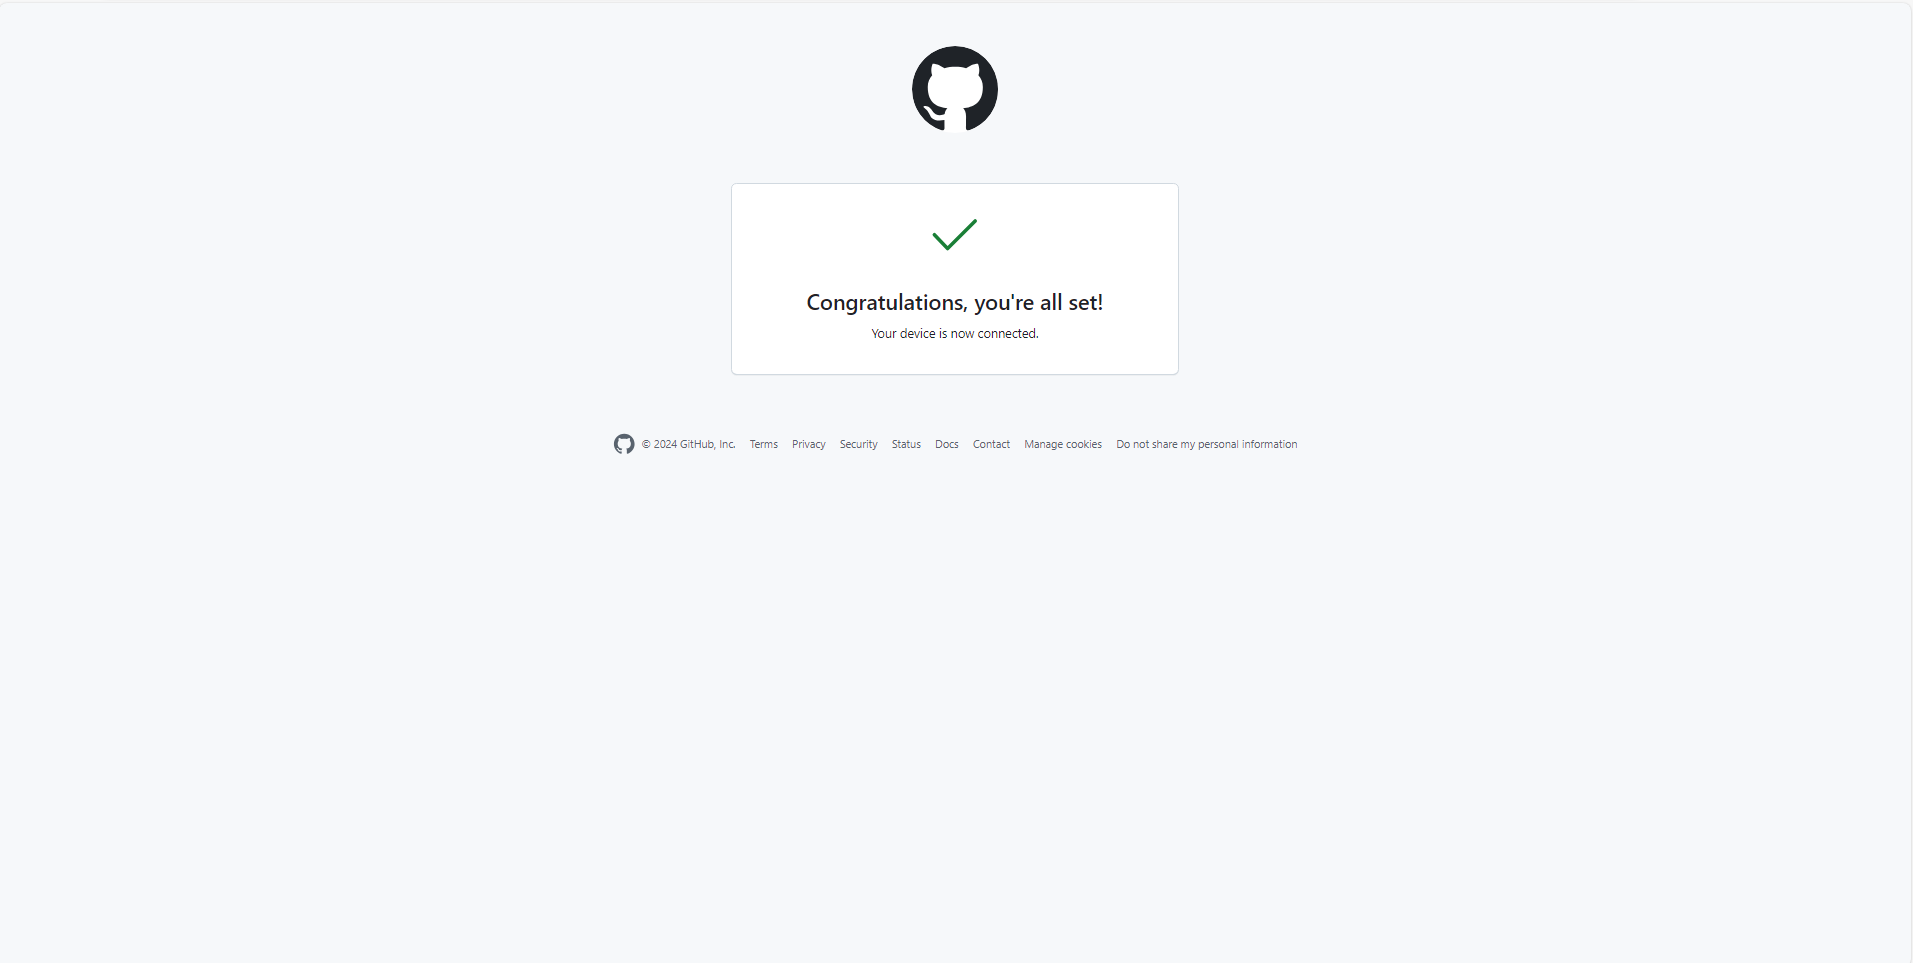 Congratulations, you're all set!
Your device is now connected.
© 2024 GitHub, Inc. Terms Privacy Security Status Docs Contact Manage cookies Do not share my personal information